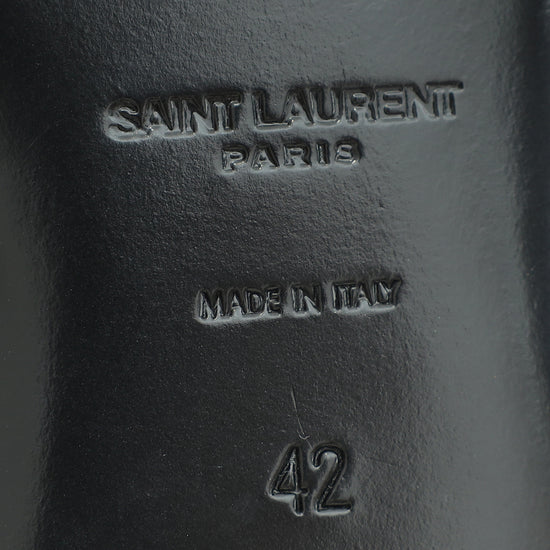 SAINT LAURENT
PARIS
MADE IN ITALY
42